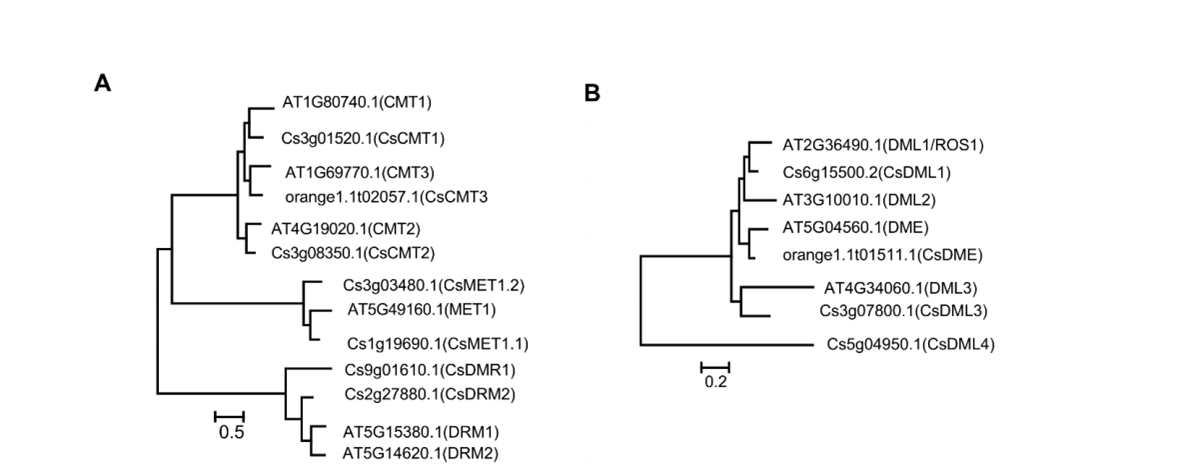 A
AT1G80740.1(CMT1)
Cs3g01520.1(CsCMT1)
AT1G69770.1(CMT3)
orange1.1t02057.1(CsCMT3
AT4G19020.1(CMT2)
Cs3g08350.1(CsCMT2)
Cs3g03480.1(CsMET1.2)
AT5G49160.1(MET1)
Cs1g19690.1(CsMET1.1)
Cs9g01610.1(CsDMR1)
Cs2g27880.1(CsDRM2)
AT5G15380.1(DRM1)
AT5G14620.1(DRM2)
0.5
B
AT2G36490.1(DML1/ROS1)
Cs6g15500.2(CsDML1)
AT3G10010.1(DML2)
AT5G04560.1(DME)
orange1.1t01511.1(CsDME)
AT4G34060.1(DML3)
Cs3g07800.1(CsDML3)
Cs5g04950.1(CsDML4)
0.2